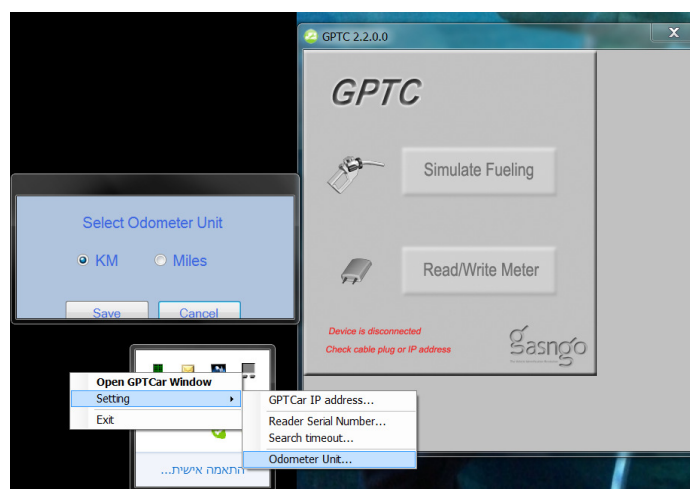 GPTC 2.2.0.0
x
GPTC
Simulate Fueling
Read/Write Meter
Device is disconnected
Check cable plug or IP address
gasngo
Select Odometer Unit
KM
Miles
Save
Cancel
Open GPTCar Window
Setting
Exit
GPTCar IP address...
Reader Serial Number...
Search timeout...
Odometer Unit...
התאמה אישית...